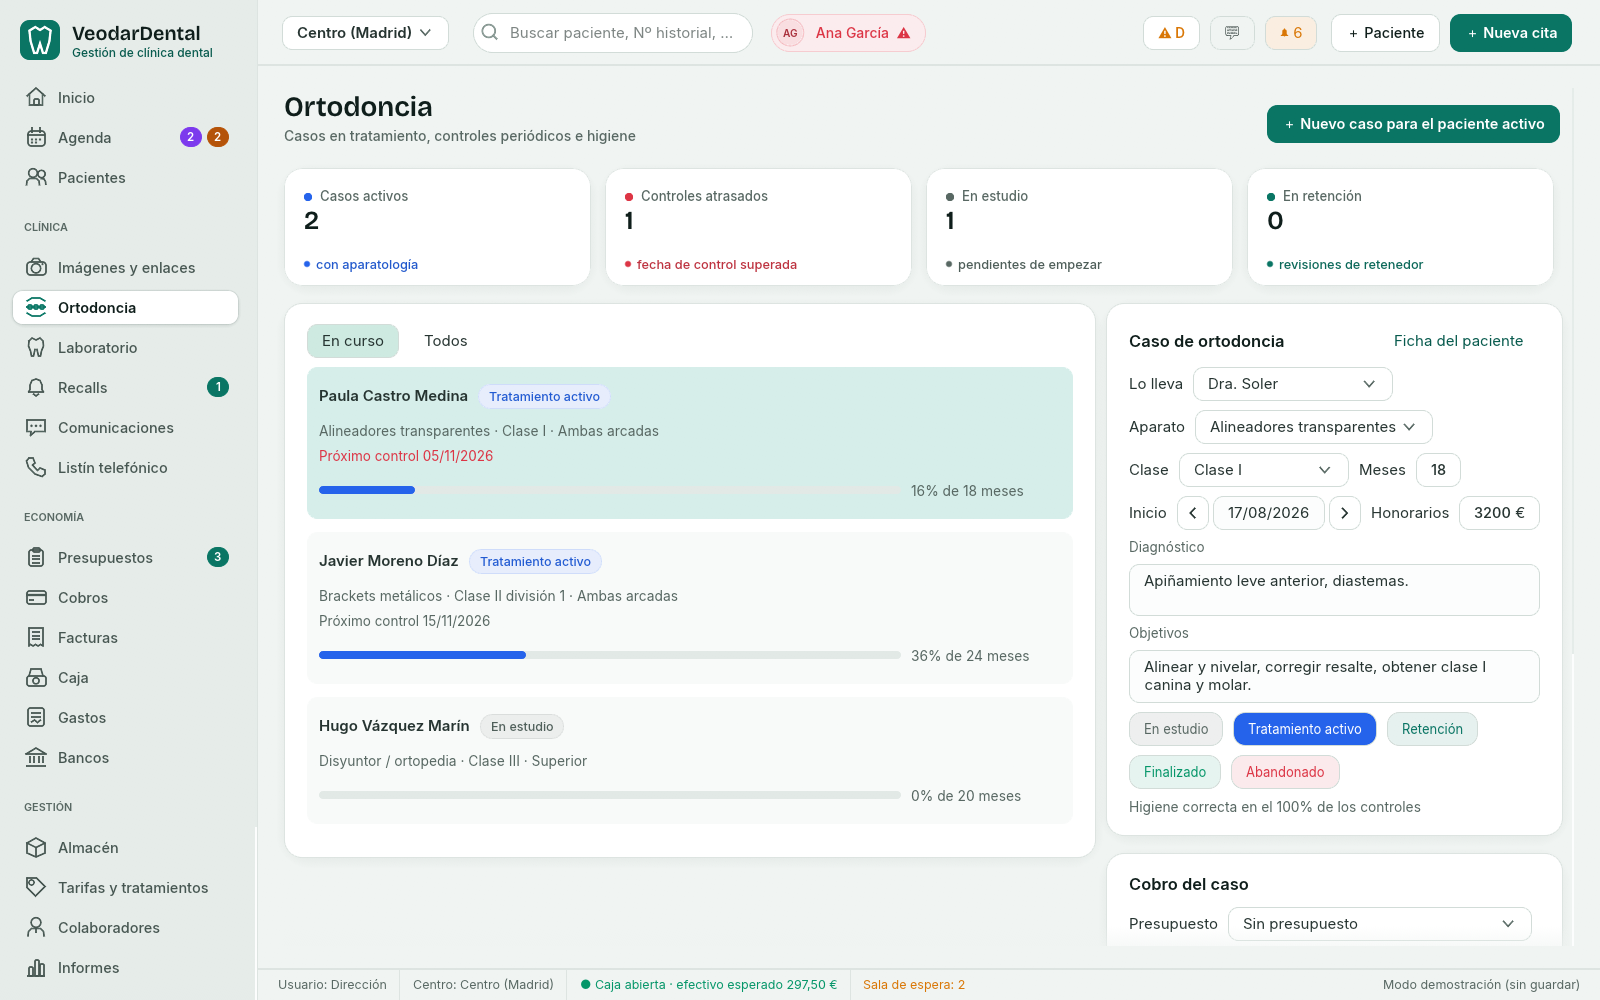 VeodarDental
Gestión de clínica dental
Inicio
Agenda 2 2
Pacientes
CLÍNICA
Imágenes y enlaces
Ortodoncia
Laboratorio
Recalls 1
Comunicaciones
Listín telefónico
ECONOMÍA
Presupuestos 3
Cobros
Facturas
Caja
Gastos
Bancos
GESTIÓN
Almacén
Tarifas y tratamientos
Colaboradores
Informes
Centro (Madrid)
Buscar paciente, Nº historial, ...
AG Ana García
D
6
+ Paciente
+ Nueva cita
Ortodoncia
Casos en tratamiento, controles periódicos e higiene
+ Nuevo caso para el paciente activo
Casos activos
2
con aparatología
Controles atrasados
1
fecha de control superada
En estudio
1
pendientes de empezar
En retención
0
revisiones de retenedor
En curso Todos
Paula Castro Medina Tratamiento activo
Alineadores transparentes · Clase I · Ambas arcadas
Próximo control 05/11/2026
16% de 18 meses
Javier Moreno Díaz Tratamiento activo
Brackets metálicos · Clase II división 1 · Ambas arcadas
Próximo control 15/11/2026
36% de 24 meses
Hugo Vázquez Marín En estudio
Disyuntor / ortopedia · Clase III · Superior
0% de 20 meses
Caso de ortodoncia Ficha del paciente
Lo lleva Dra. Soler
Aparato Alineadores transparentes
Clase Clase I Meses 18
Inicio 17/08/2026 Honorarios 3200 €
Diagnóstico
Apiñamiento leve anterior, diastemas.
Objetivos
Alinear y nivelar, corregir resalte, obtener clase I
canina y molar.
En estudio Tratamiento activo Retención
Finalizado Abandonado
Higiene correcta en el 100% de los controles
Cobro del caso
Presupuesto Sin presupuesto
Usuario: Dirección Centro: Centro (Madrid) Caja abierta · efectivo esperado 297,50 € Sala de espera: 2 Modo demostración (sin guardar)